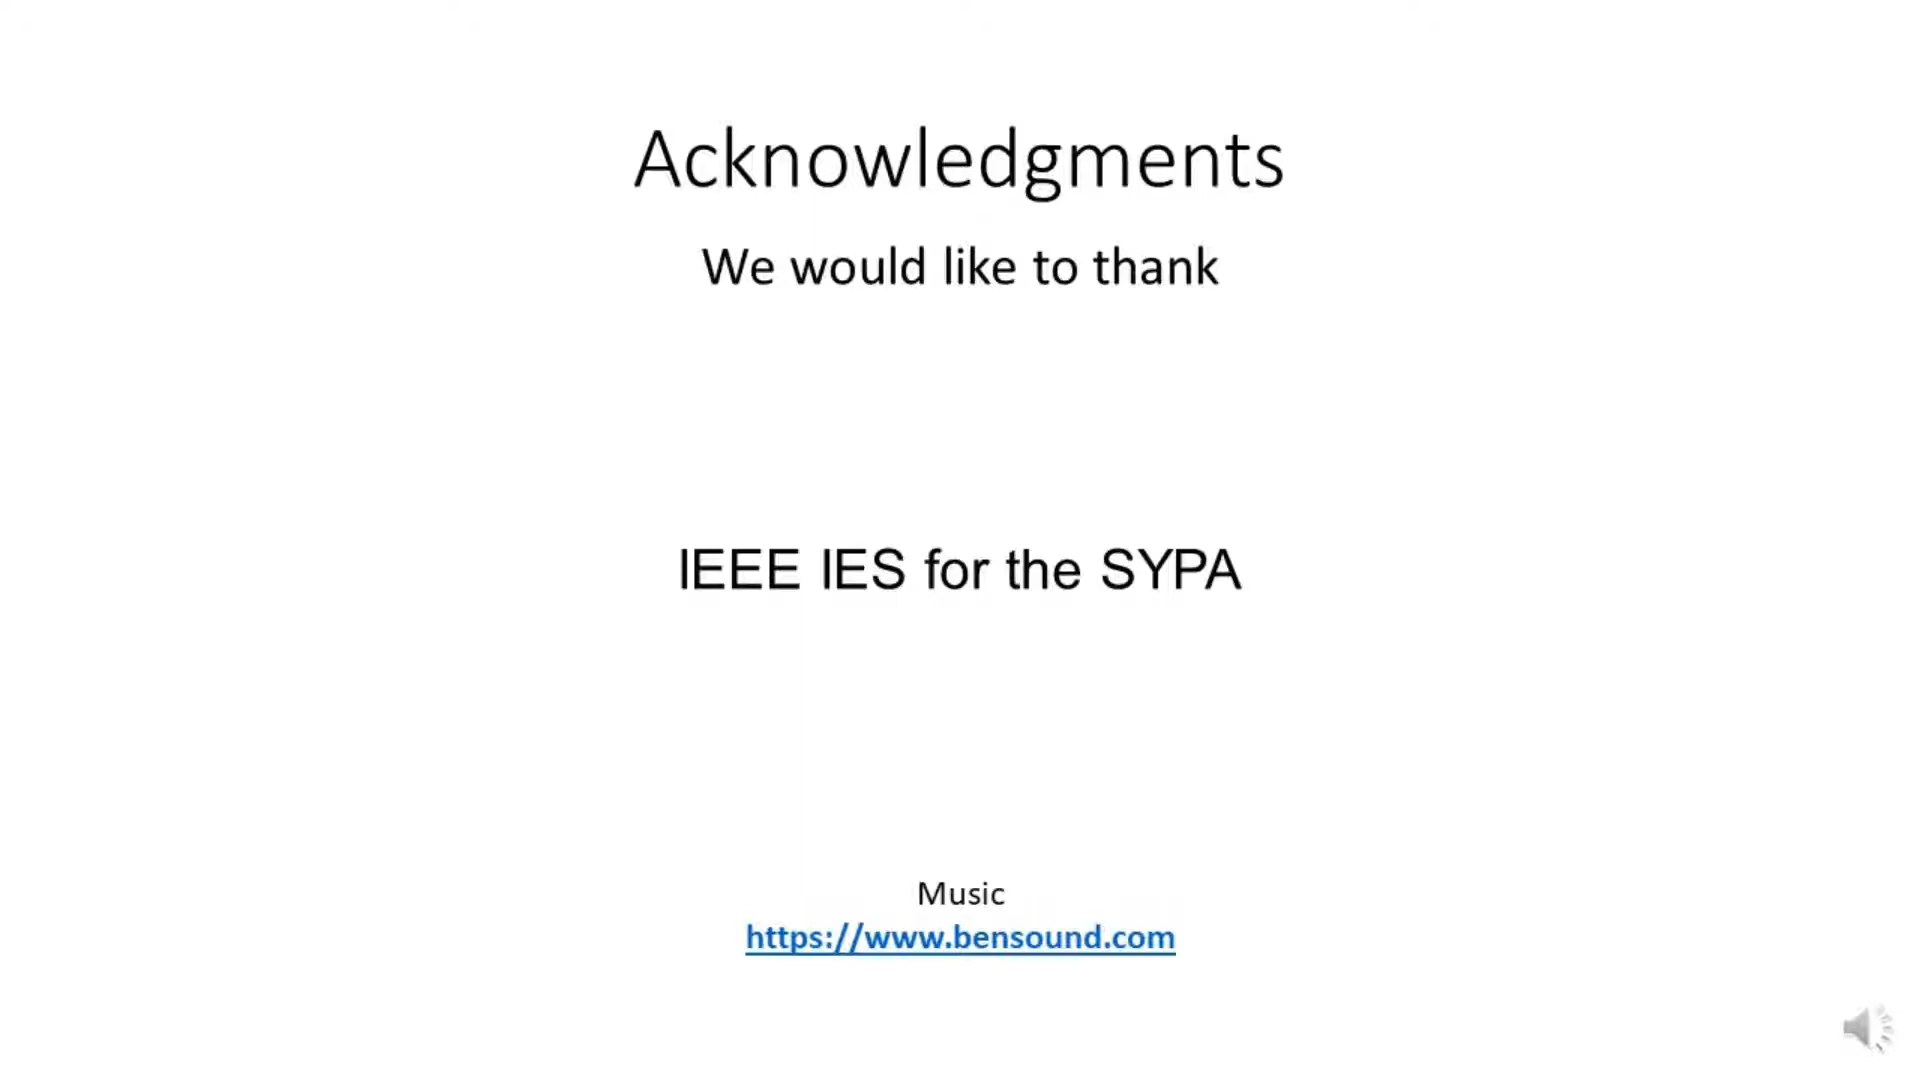 Acknowledgments
We would like to thank
IEEE IES for the SYPA
Music
https://www.bensound.com